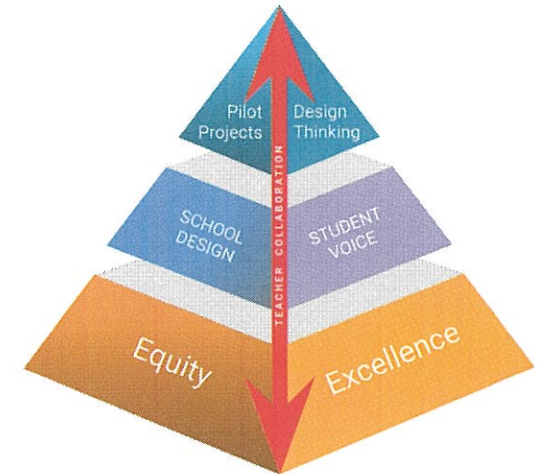 Pilot
Projects
Design
Thinking
SCHOOL
DESIGN
STUDENT
VOICE
TEACHER COLLABORATION
Equity
Excellence